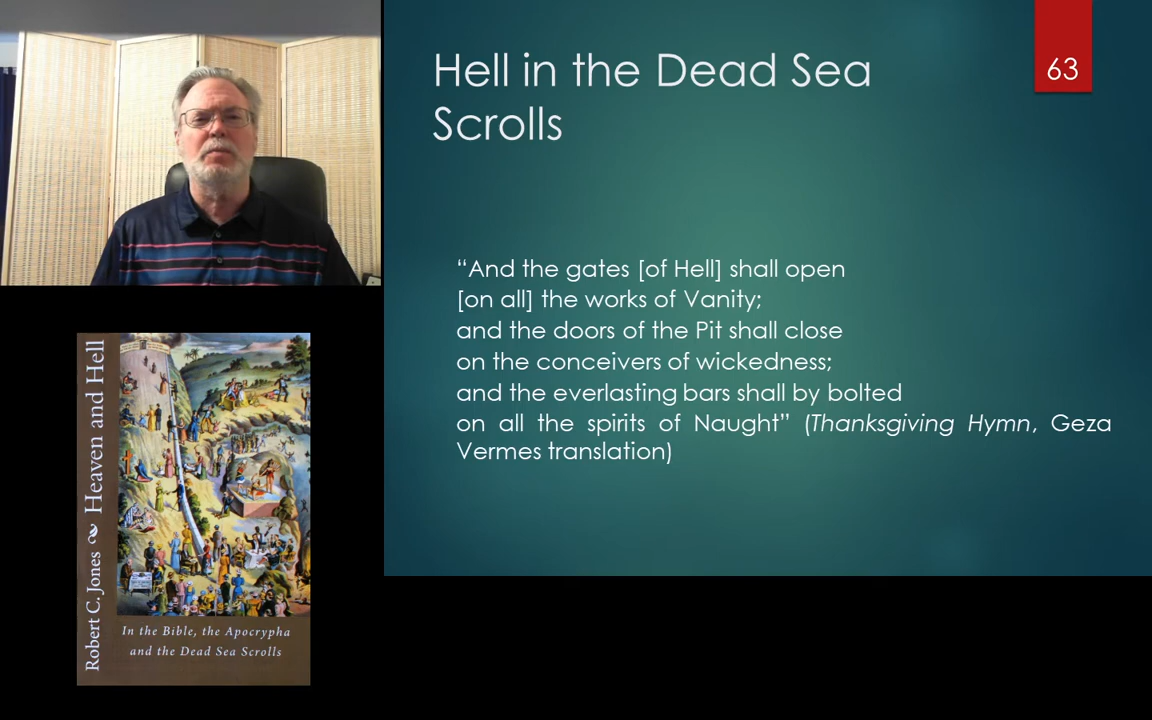 Hell in the Dead Sea
Scrolls
63
“And the gates [of Hell] shall open
[on all] the works of Vanity;
and the doors of the Pit shall close
on the conceivers of wickedness;
and the everlasting bars shall by bolted
on all the spirits of Naught” (Thanksgiving Hymn, Geza
Vermes translation)
Robert C. Jones Heaven and Hell
In the Bible, the Apocrypha
and the Dead Sea Scrolls